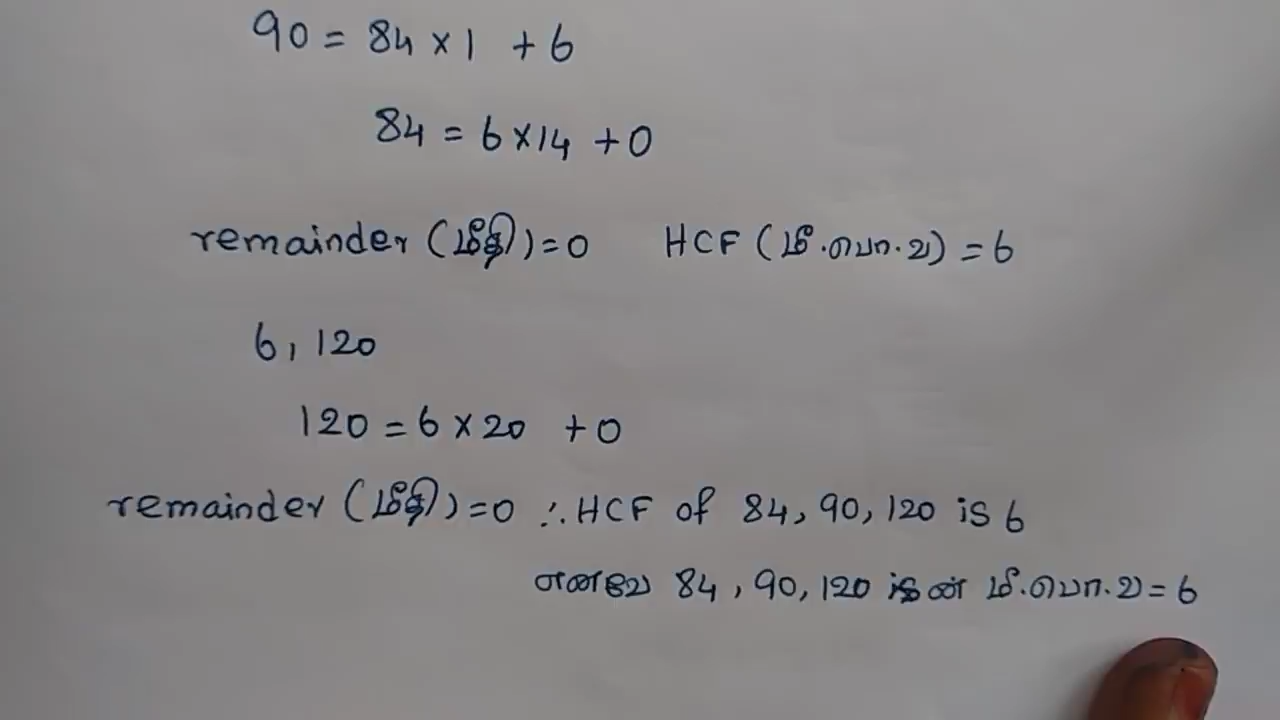 90 = 84 × 1 + 6
84 = 6 × 14 + 0
remainder (மீதி) = 0 HCF (மீ.பொ.வ) = 6
6, 120
120 = 6 × 20 + 0
remainder (மீதி) = 0 ∴ HCF of 84, 90, 120 is 6
எனவே 84, 90, 120 ன் மீ.பொ.வ = 6